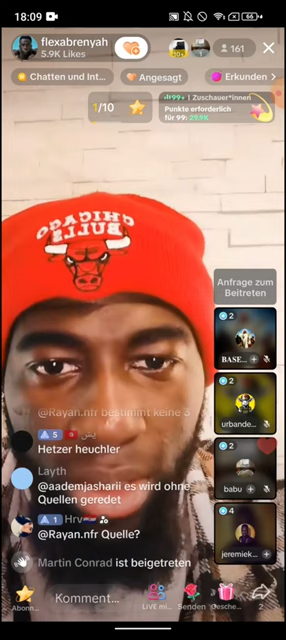 18:09
66
flexabrenyah
5.9K Likes
161
Chatten und Int...
Angesagt
Erkunden
1/10
99+ | Zuschauer*innen
Punkte erforderlich
für 99: 29.9K
CHICAGO
BULLS
Anfrage zum
Beitreten
2
BASE...
2
urbande...
2
babu
4
jeremiek...
@Rayan.nfr bestimmt keine 3
5
Hetzer heuchler
Layth
@aademjasharii es wird ohne
Quellen geredet
1 Hrv
@Rayan.nfr Quelle?
Martin Conrad ist beigetreten
Abonn...
Komment...
LIVE mi...
Senden
Gesche...
2